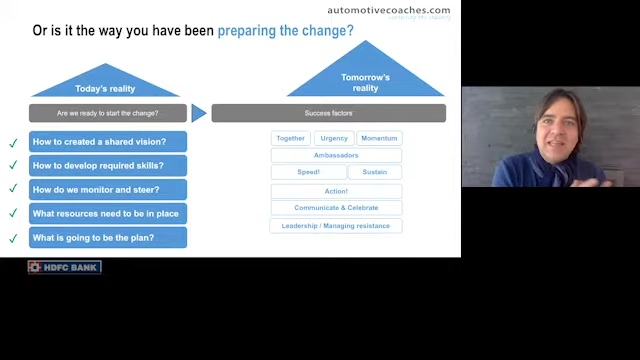 automotivecoaches.com
Or is it the way you have been preparing the change?
Today's reality
Tomorrow's reality
Are we ready to start the change?
Success factors
How to created a shared vision?
How to develop required skills?
How do we monitor and steer?
What resources need to be in place
What is going to be the plan?
Together
Urgency
Momentum
Ambassadors
Speed!
Sustain
Action!
Communicate & Celebrate
Leadership / Managing resistance
HDFC BANK